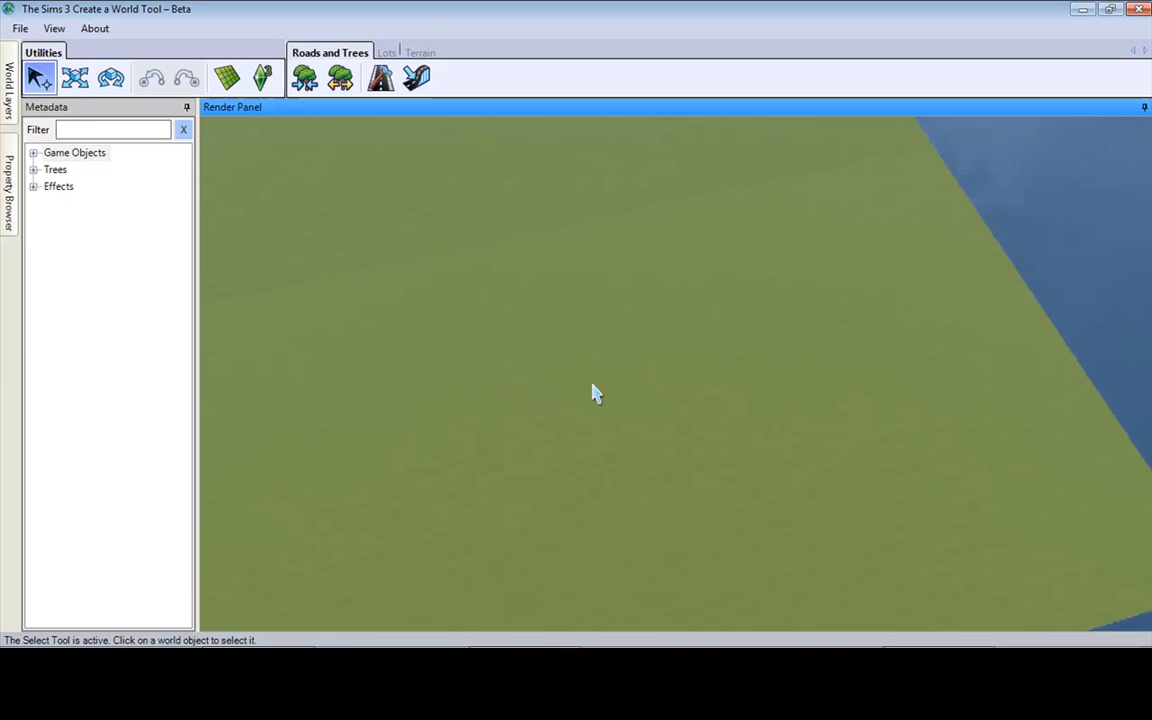 The Sims 3 Create a World Tool – Beta
File View About
Utilities
Roads and Trees Lots Terrain
World Layers
Property Browser
Metadata
Render Panel
Filter X
Game Objects
Trees
Effects
The Select Tool is active. Click on a world object to select it.